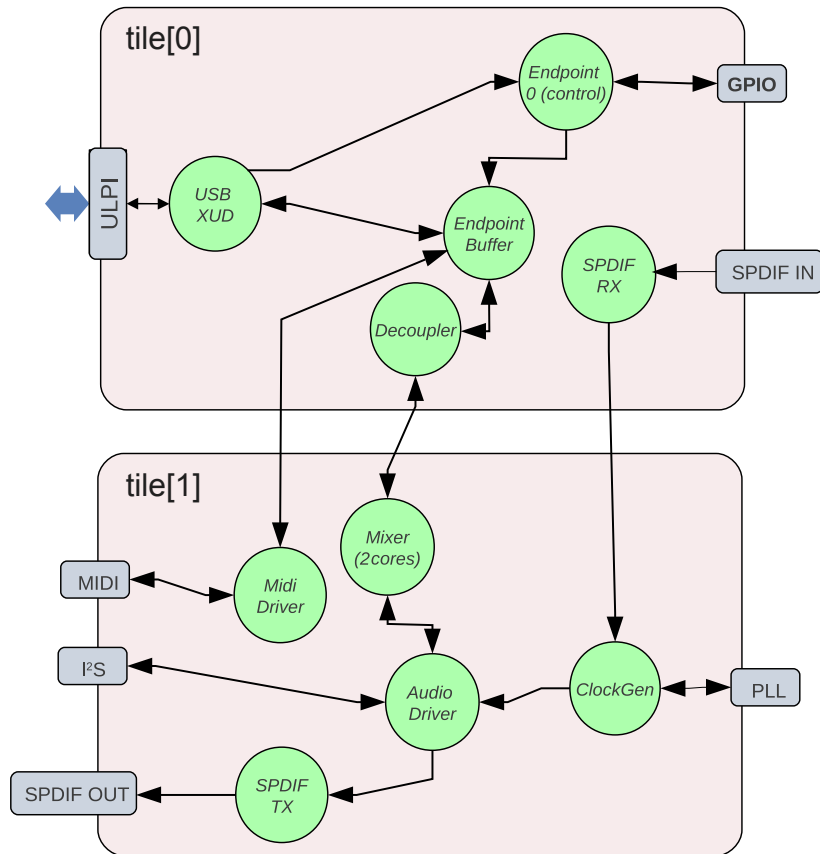 tile[0]
Endpoint
0 (control)
GPIO
ULPI
USB
XUD
Endpoint
Buffer
SPDIF
RX
SPDIF IN
Decoupler
tile[1]
Mixer
(2cores)
MIDI
Midi
Driver
I²S
Audio
Driver
ClockGen
PLL
SPDIF OUT
SPDIF
TX